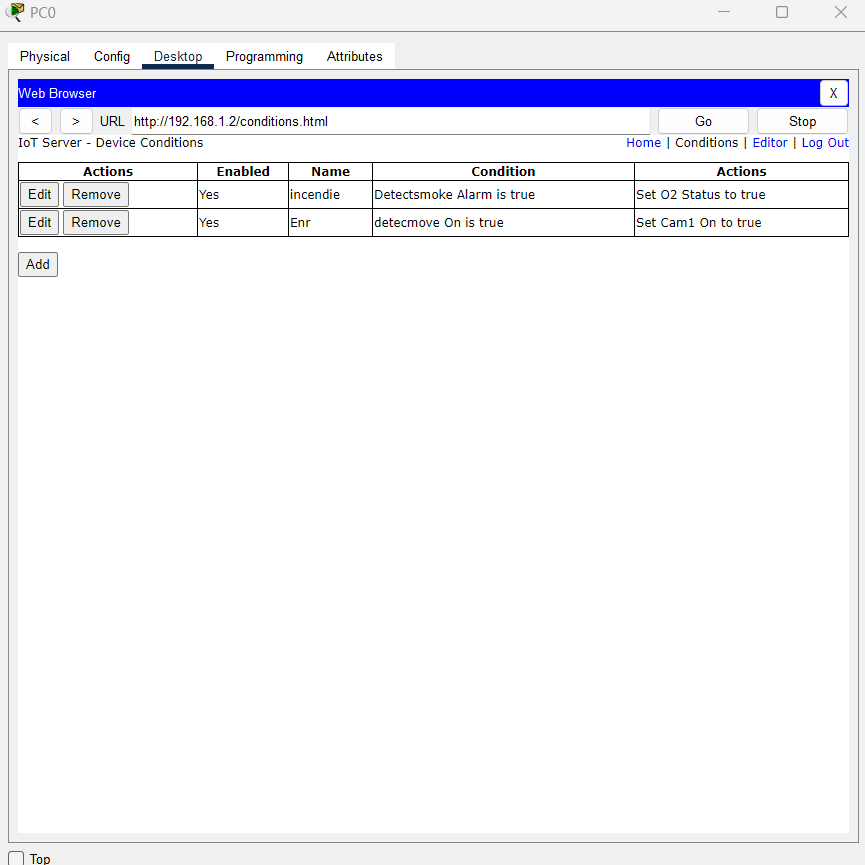 PC0
Physical Config Desktop Programming Attributes
Web Browser X
< > URL http://192.168.1.2/conditions.html Go Stop
IoT Server - Device Conditions Home | Conditions | Editor | Log Out
Actions Enabled Name Condition Actions
Edit Remove Yes incendie Detectsmoke Alarm is true Set O2 Status to true
Edit Remove Yes Enr detecmove On is true Set Cam1 On to true
Add
Top